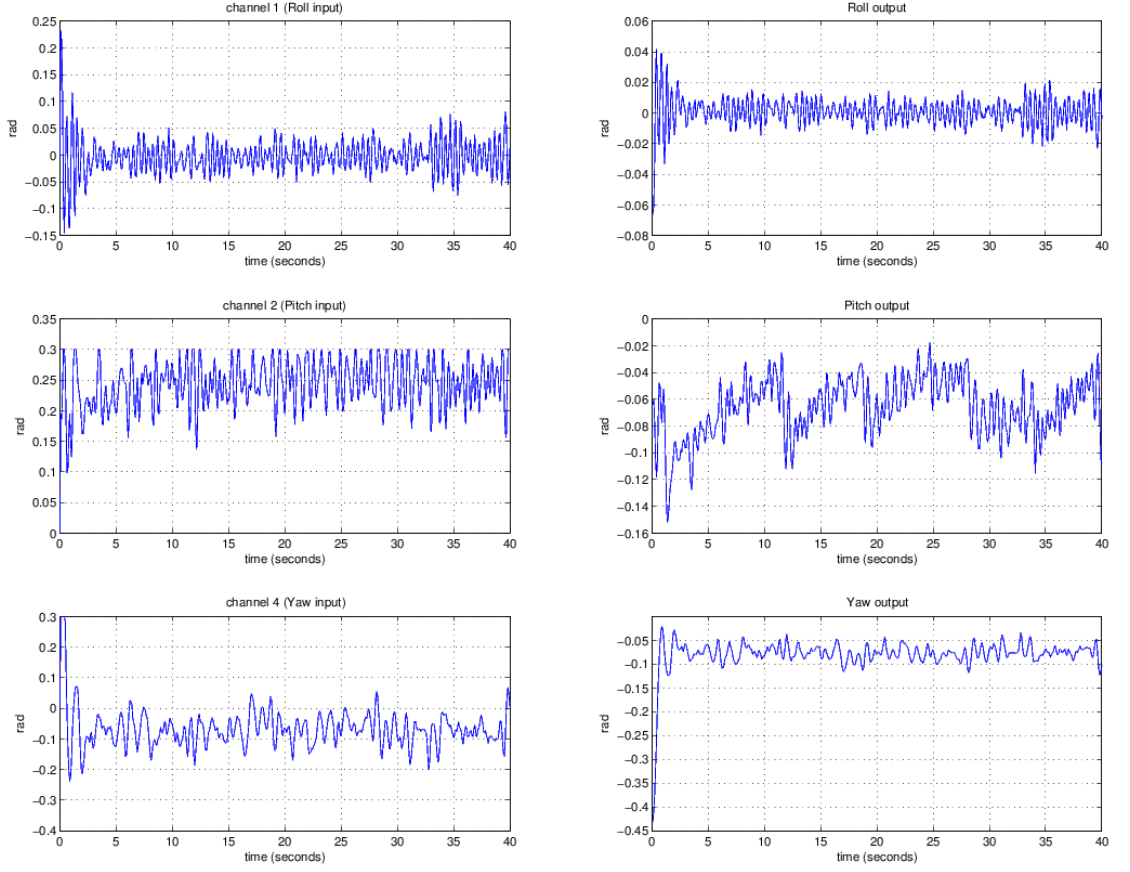 channel 1 (Roll input)
0.25
0.2
0.15
0.1
0.05
0
−0.05
−0.1
−0.15
rad
0 5 10 15 20 25 30 35 40
time (seconds)
Roll output
0.06
0.04
0.02
0
−0.02
−0.04
−0.06
−0.08
rad
0 5 10 15 20 25 30 35 40
time (seconds)
channel 2 (Pitch input)
0.35
0.3
0.25
0.2
0.15
0.1
0.05
0
rad
0 5 10 15 20 25 30 35 40
time (seconds)
Pitch output
0
−0.02
−0.04
−0.06
−0.08
−0.1
−0.12
−0.14
−0.16
rad
0 5 10 15 20 25 30 35 40
time (seconds)
channel 4 (Yaw input)
0.3
0.2
0.1
0
−0.1
−0.2
−0.3
−0.4
rad
0 5 10 15 20 25 30 35 40
time (seconds)
Yaw output
−0.05
−0.1
−0.15
−0.2
−0.25
−0.3
−0.35
−0.4
−0.45
rad
0 5 10 15 20 25 30 35 40
time (seconds)